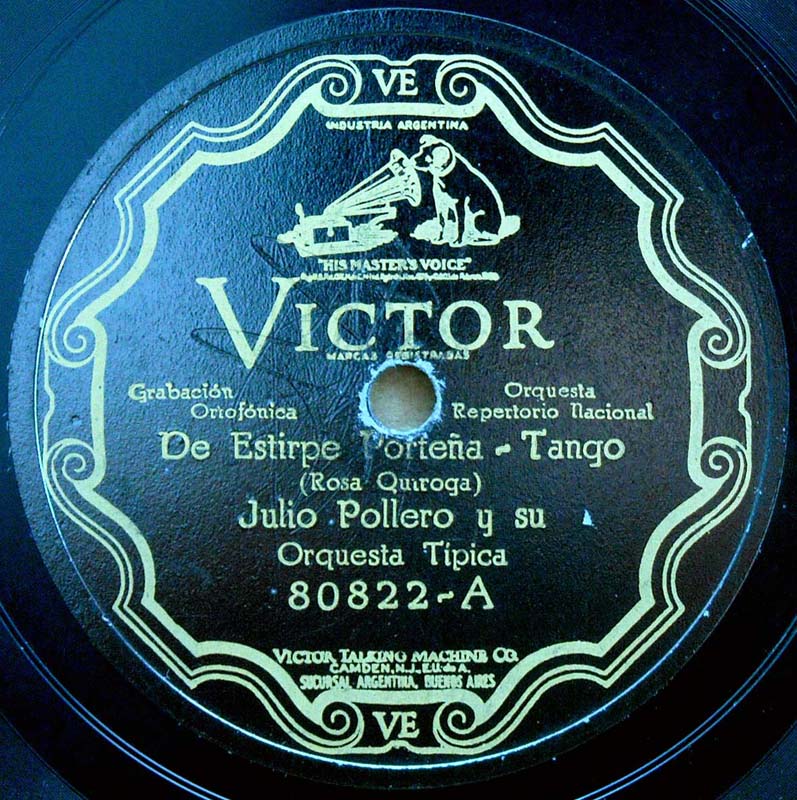 VE
INDUSTRIA ARGENTINA
"HIS MASTER'S VOICE"
VICTOR
MARCAS REGISTRADAS
Grabación
Ortofónica
Orquesta
Repertorio Nacional
De Estirpe Porteña - Tango
(Rosa Quiroga)
Julio Pollero y su
Orquesta Típica
80822-A
VICTOR TALKING MACHINE CO.
CAMDEN, N.J., E.U. de A.
SUCURSAL ARGENTINA, BUENOS AIRES
VE